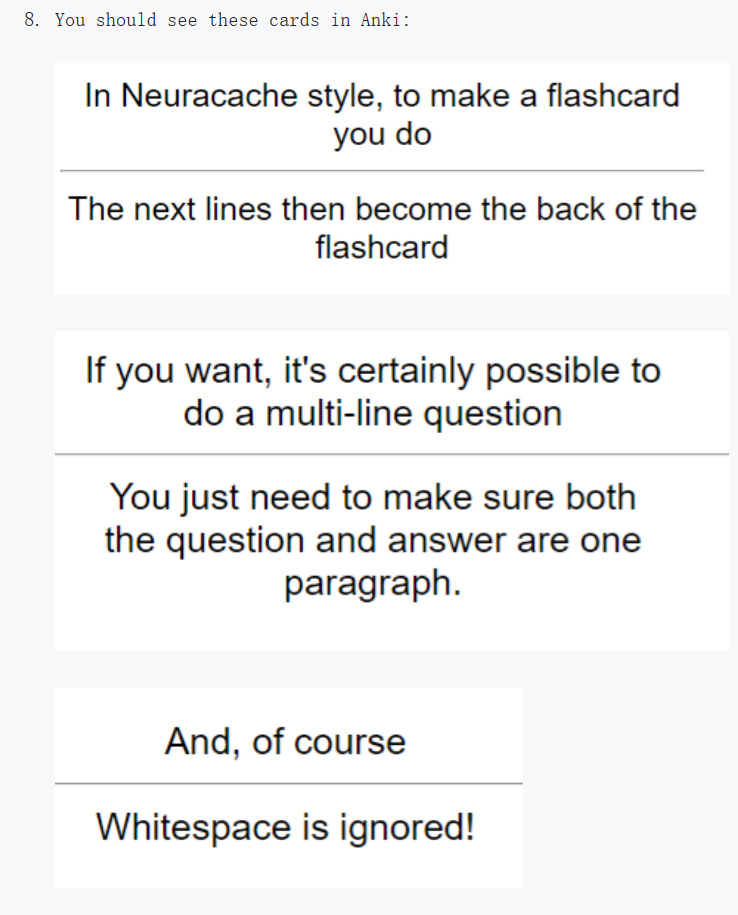 8. You should see these cards in Anki:
In Neuracache style, to make a flashcard
you do
The next lines then become the back of the
flashcard
If you want, it's certainly possible to
do a multi-line question
You just need to make sure both
the question and answer are one
paragraph.
And, of course
Whitespace is ignored!